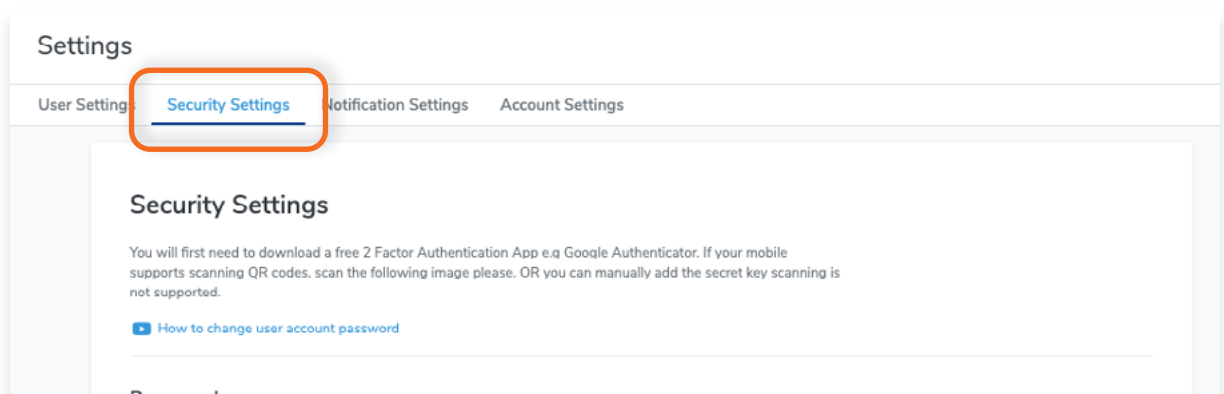 Settings
User Settings Security Settings Notification Settings Account Settings
Security Settings
You will first need to download a free 2 Factor Authentication App e.g Google Authenticator. If your mobile
supports scanning QR codes, scan the following image please. OR you can manually add the secret key scanning is
not supported.
How to change user account password